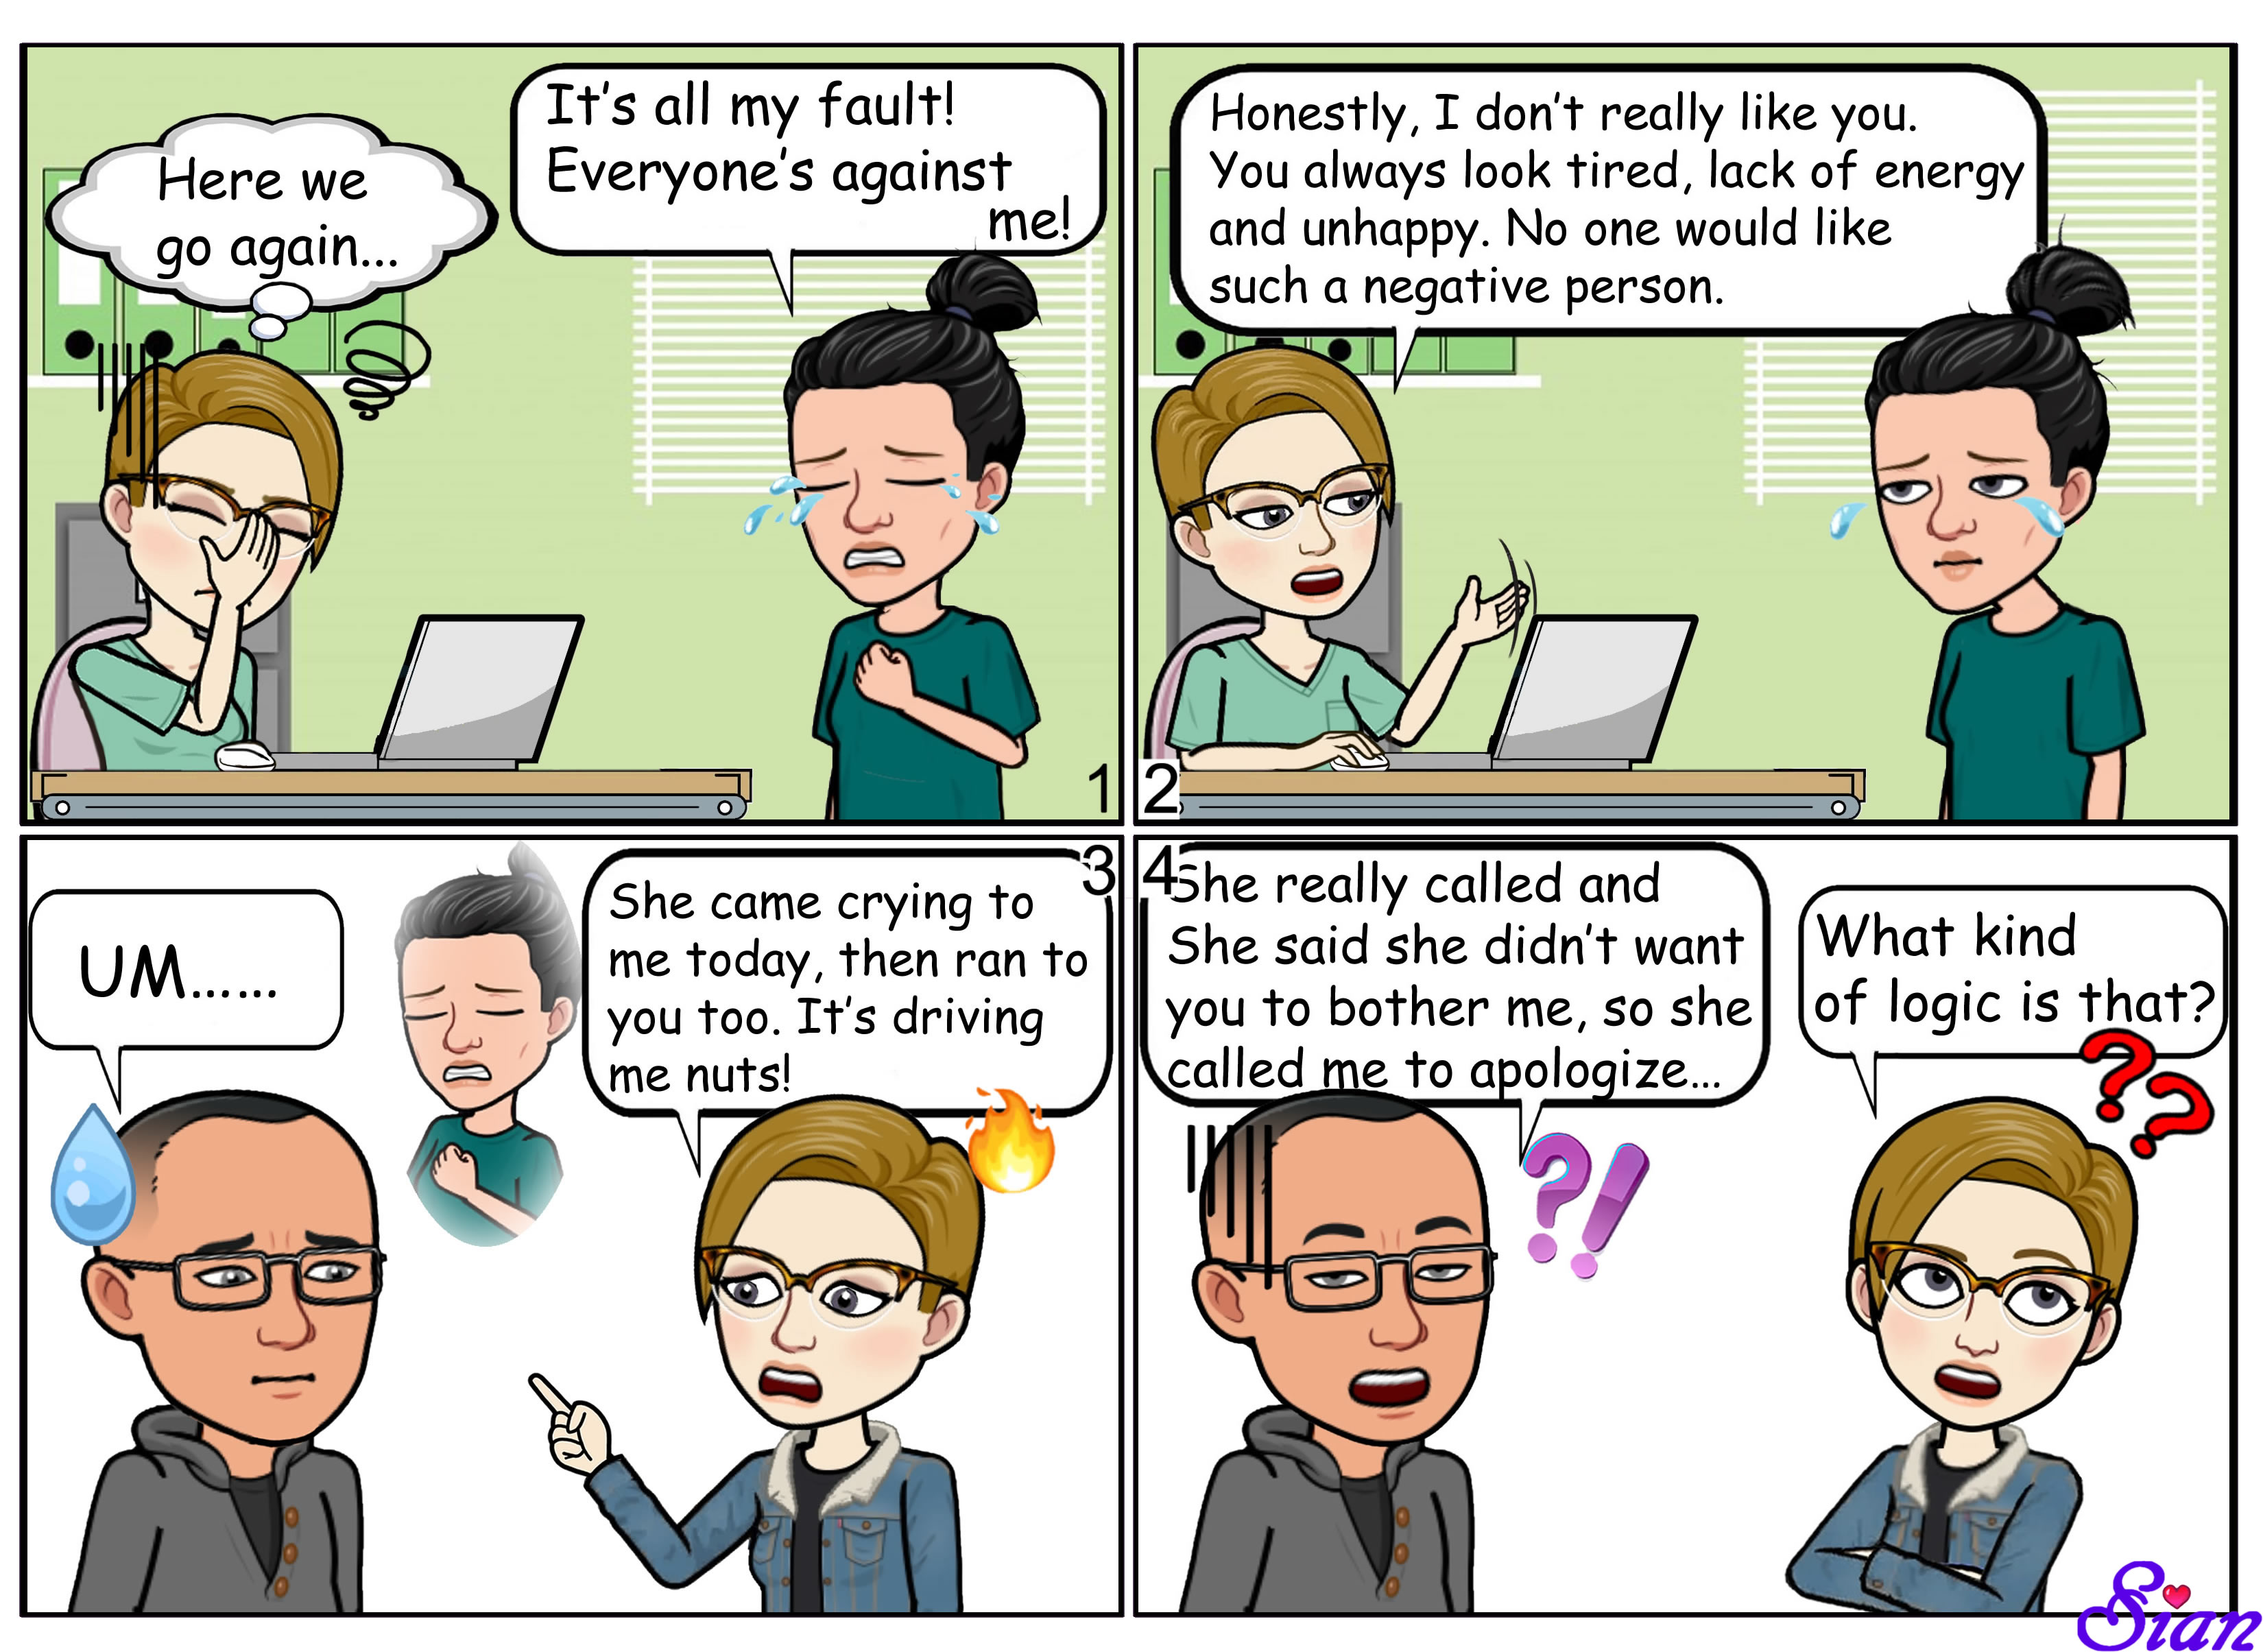 Here we
go again...
It's all my fault!
Everyone's against
me!
1
Honestly, I don't really like you.
You always look tired, lack of energy
and unhappy. No one would like
such a negative person.
2
UM......
She came crying to
me today, then ran to
you too. It's driving
me nuts!
3
4
She really called and
She said she didn't want
you to bother me, so she
called me to apologize...
?!
What kind
of logic is that?
??
Sian